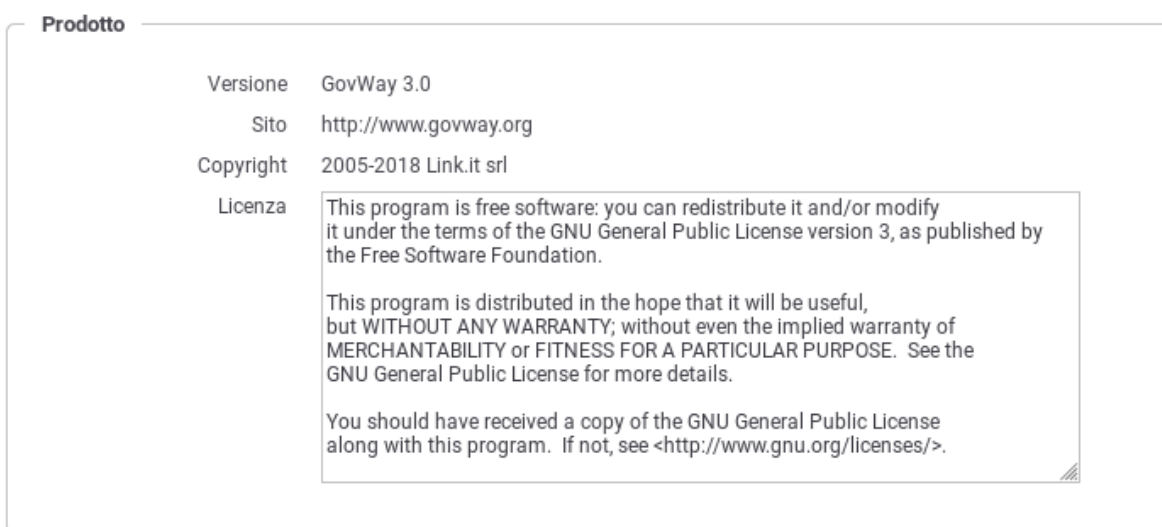 Prodotto
Versione GovWay 3.0
Sito http://www.govway.org
Copyright 2005-2018 Link.it srl
Licenza This program is free software: you can redistribute it and/or modify
it under the terms of the GNU General Public License version 3, as published by
the Free Software Foundation.
This program is distributed in the hope that it will be useful,
but WITHOUT ANY WARRANTY; without even the implied warranty of
MERCHANTABILITY or FITNESS FOR A PARTICULAR PURPOSE.  See the
GNU General Public License for more details.
You should have received a copy of the GNU General Public License
along with this program.  If not, see <http://www.gnu.org/licenses/>.